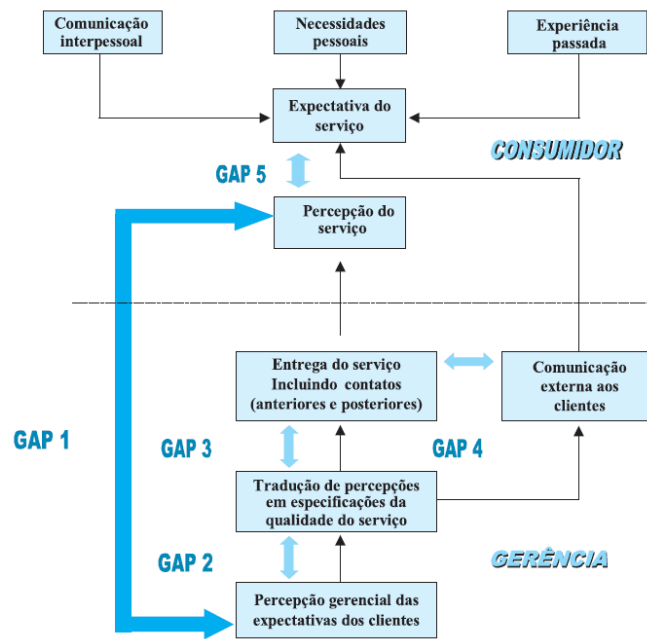 Comunicação
interpessoal
Necessidades
pessoais
Experiência
passada
Expectativa do
serviço
CONSUMIDOR
GAP 5
Percepção do
serviço
Entrega do serviço
Incluindo contatos
(anteriores e posteriores)
Comunicação
externa aos
clientes
GAP 1
GAP 3
GAP 4
Tradução de percepções
em especificações da
qualidade do serviço
GAP 2
GERÊNCIA
Percepção gerencial das
expectativas dos clientes